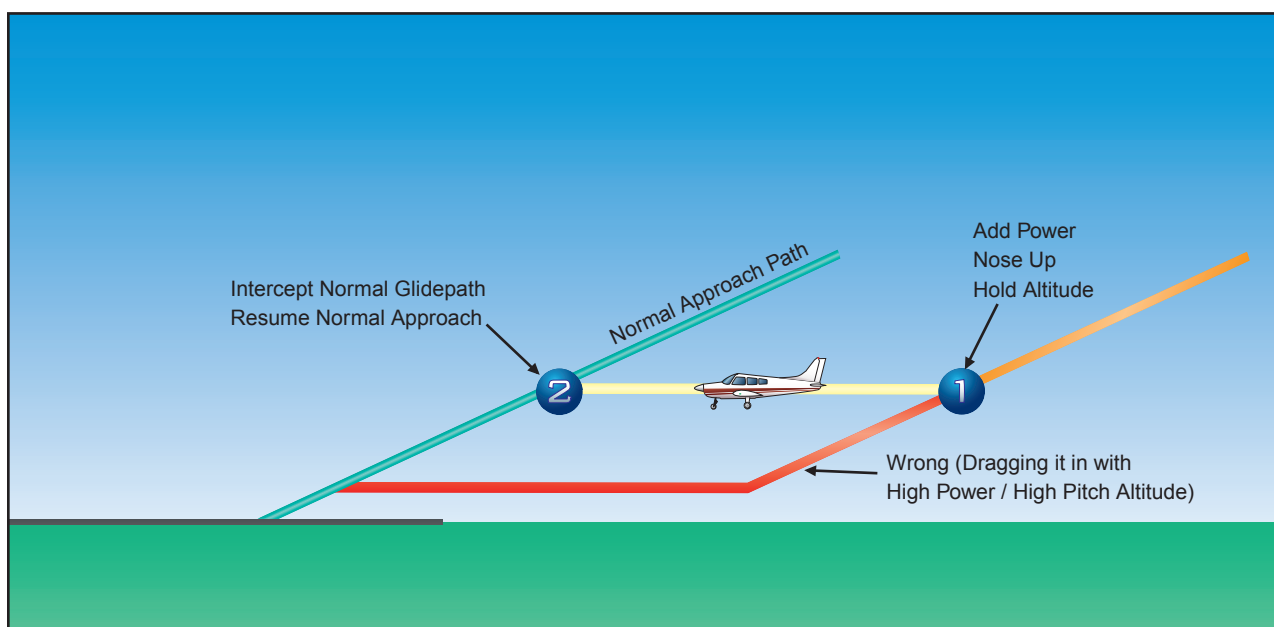 Add Power
Nose Up
Hold Altitude
Normal Approach Path
Intercept Normal Glidepath
Resume Normal Approach
2
1
Wrong (Dragging it in with
High Power / High Pitch Altitude)